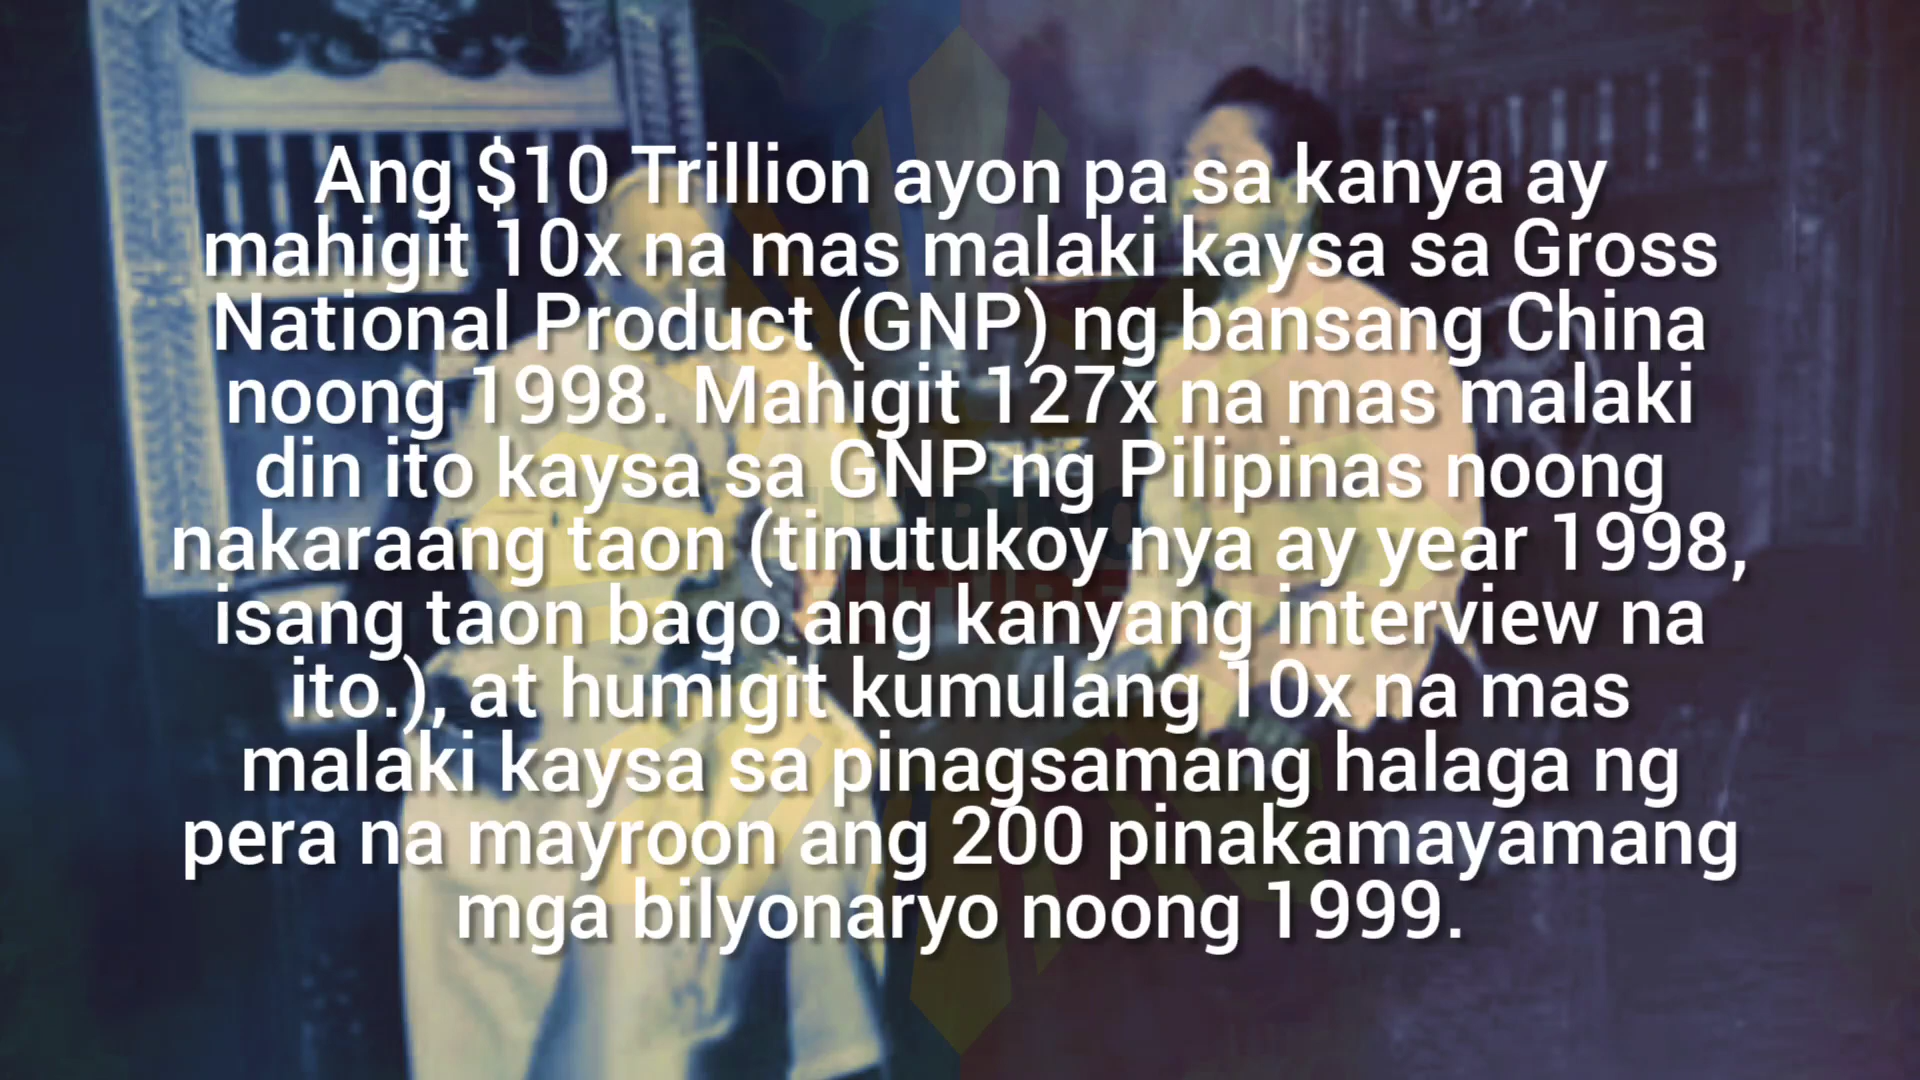 Ang $10 Trillion ayon pa sa kanya ay
mahigit 10x na mas malaki kaysa sa Gross
National Product (GNP) ng bansang China
noong 1998. Mahigit 127x na mas malaki
din ito kaysa sa GNP ng Pilipinas noong
nakaraang taon (tinutukoy nya ay year 1998,
isang taon bago ang kanyang interview na
ito.), at humigit kumulang 10x na mas
malaki kaysa sa pinagsamang halaga ng
pera na mayroon ang 200 pinakamayamang
mga bilyonaryo noong 1999.